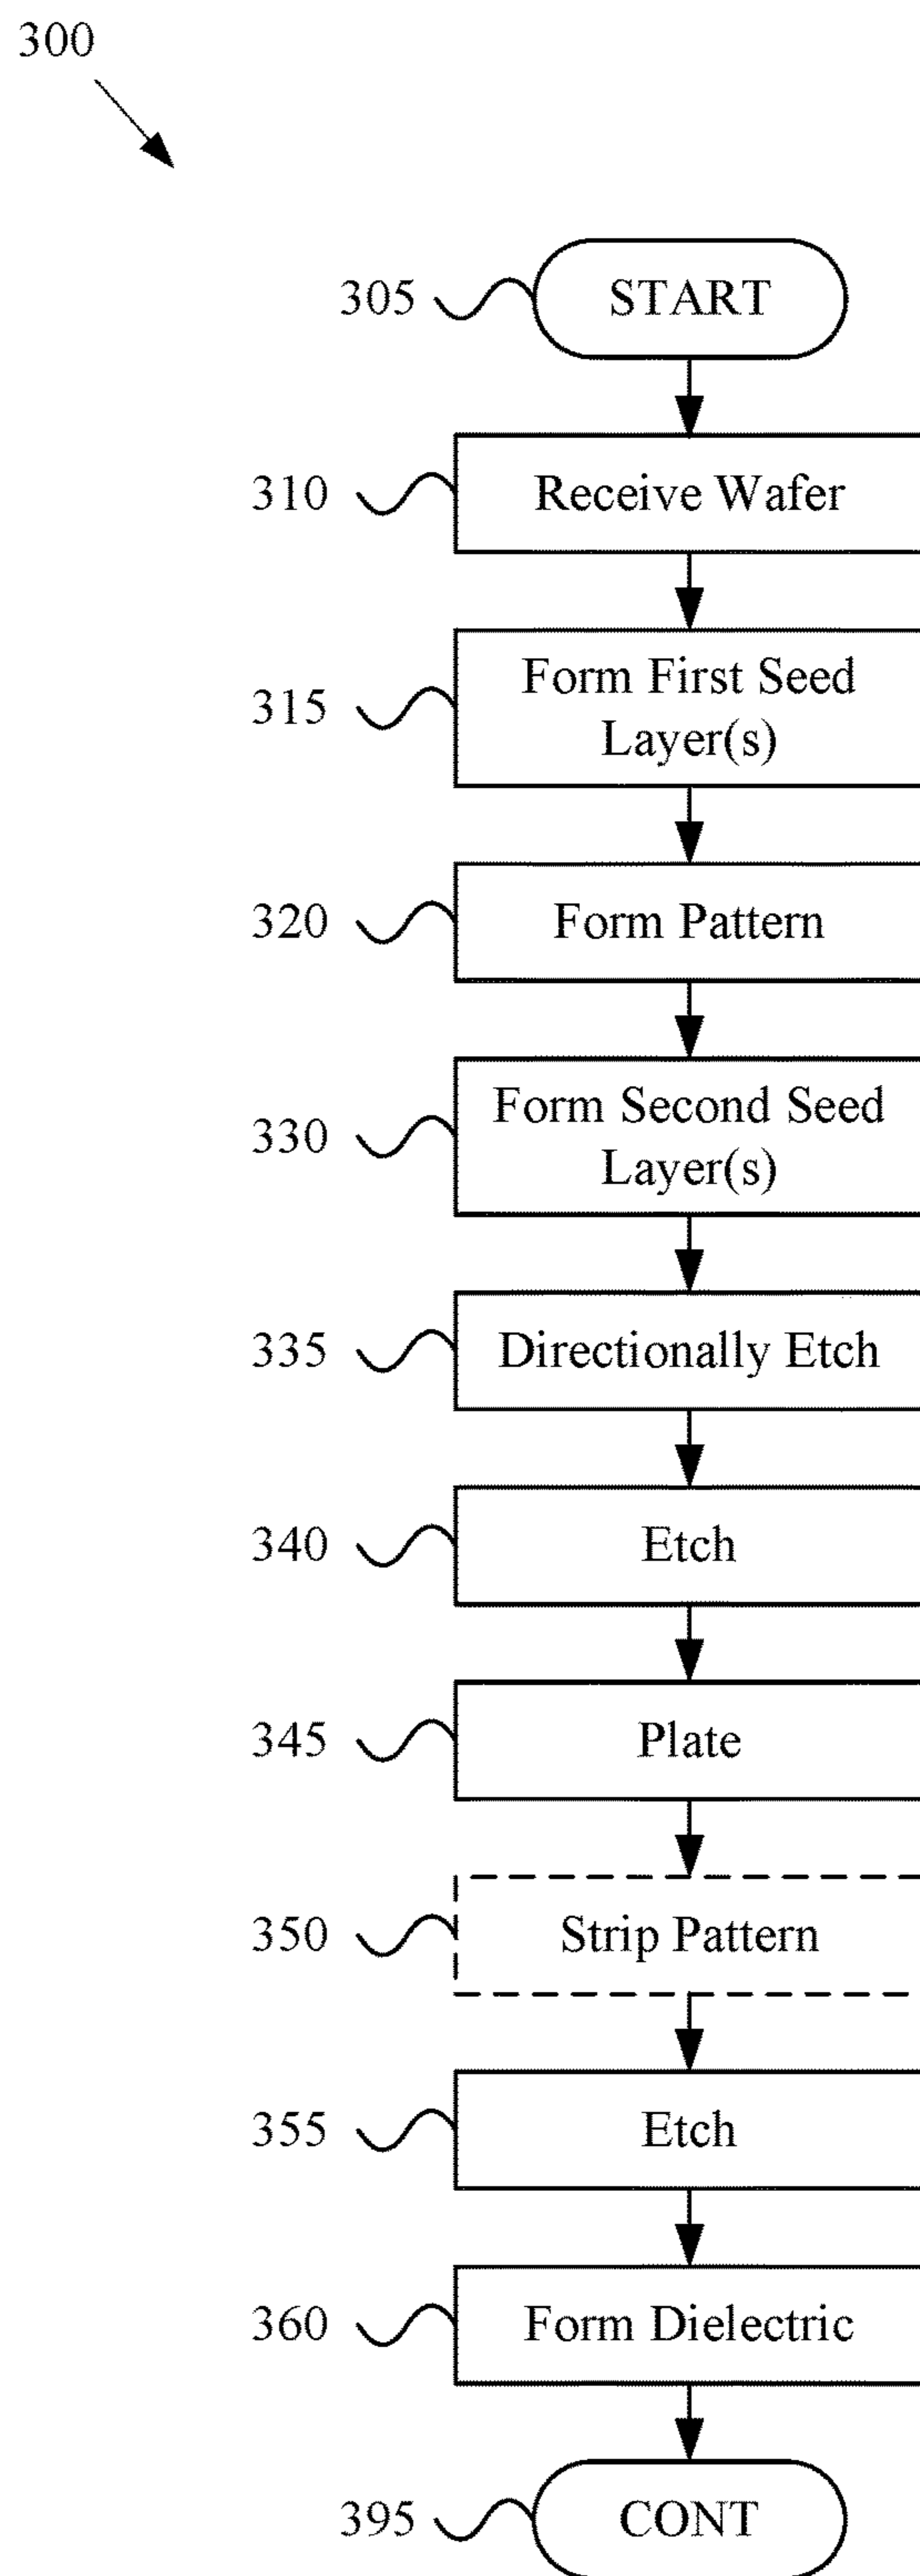 300
305 START
310 Receive Wafer
315 Form First Seed
Layer(s)
320 Form Pattern
330 Form Second Seed
Layer(s)
335 Directionally Etch
340 Etch
345 Plate
350 Strip Pattern
355 Etch
360 Form Dielectric
395 CONT